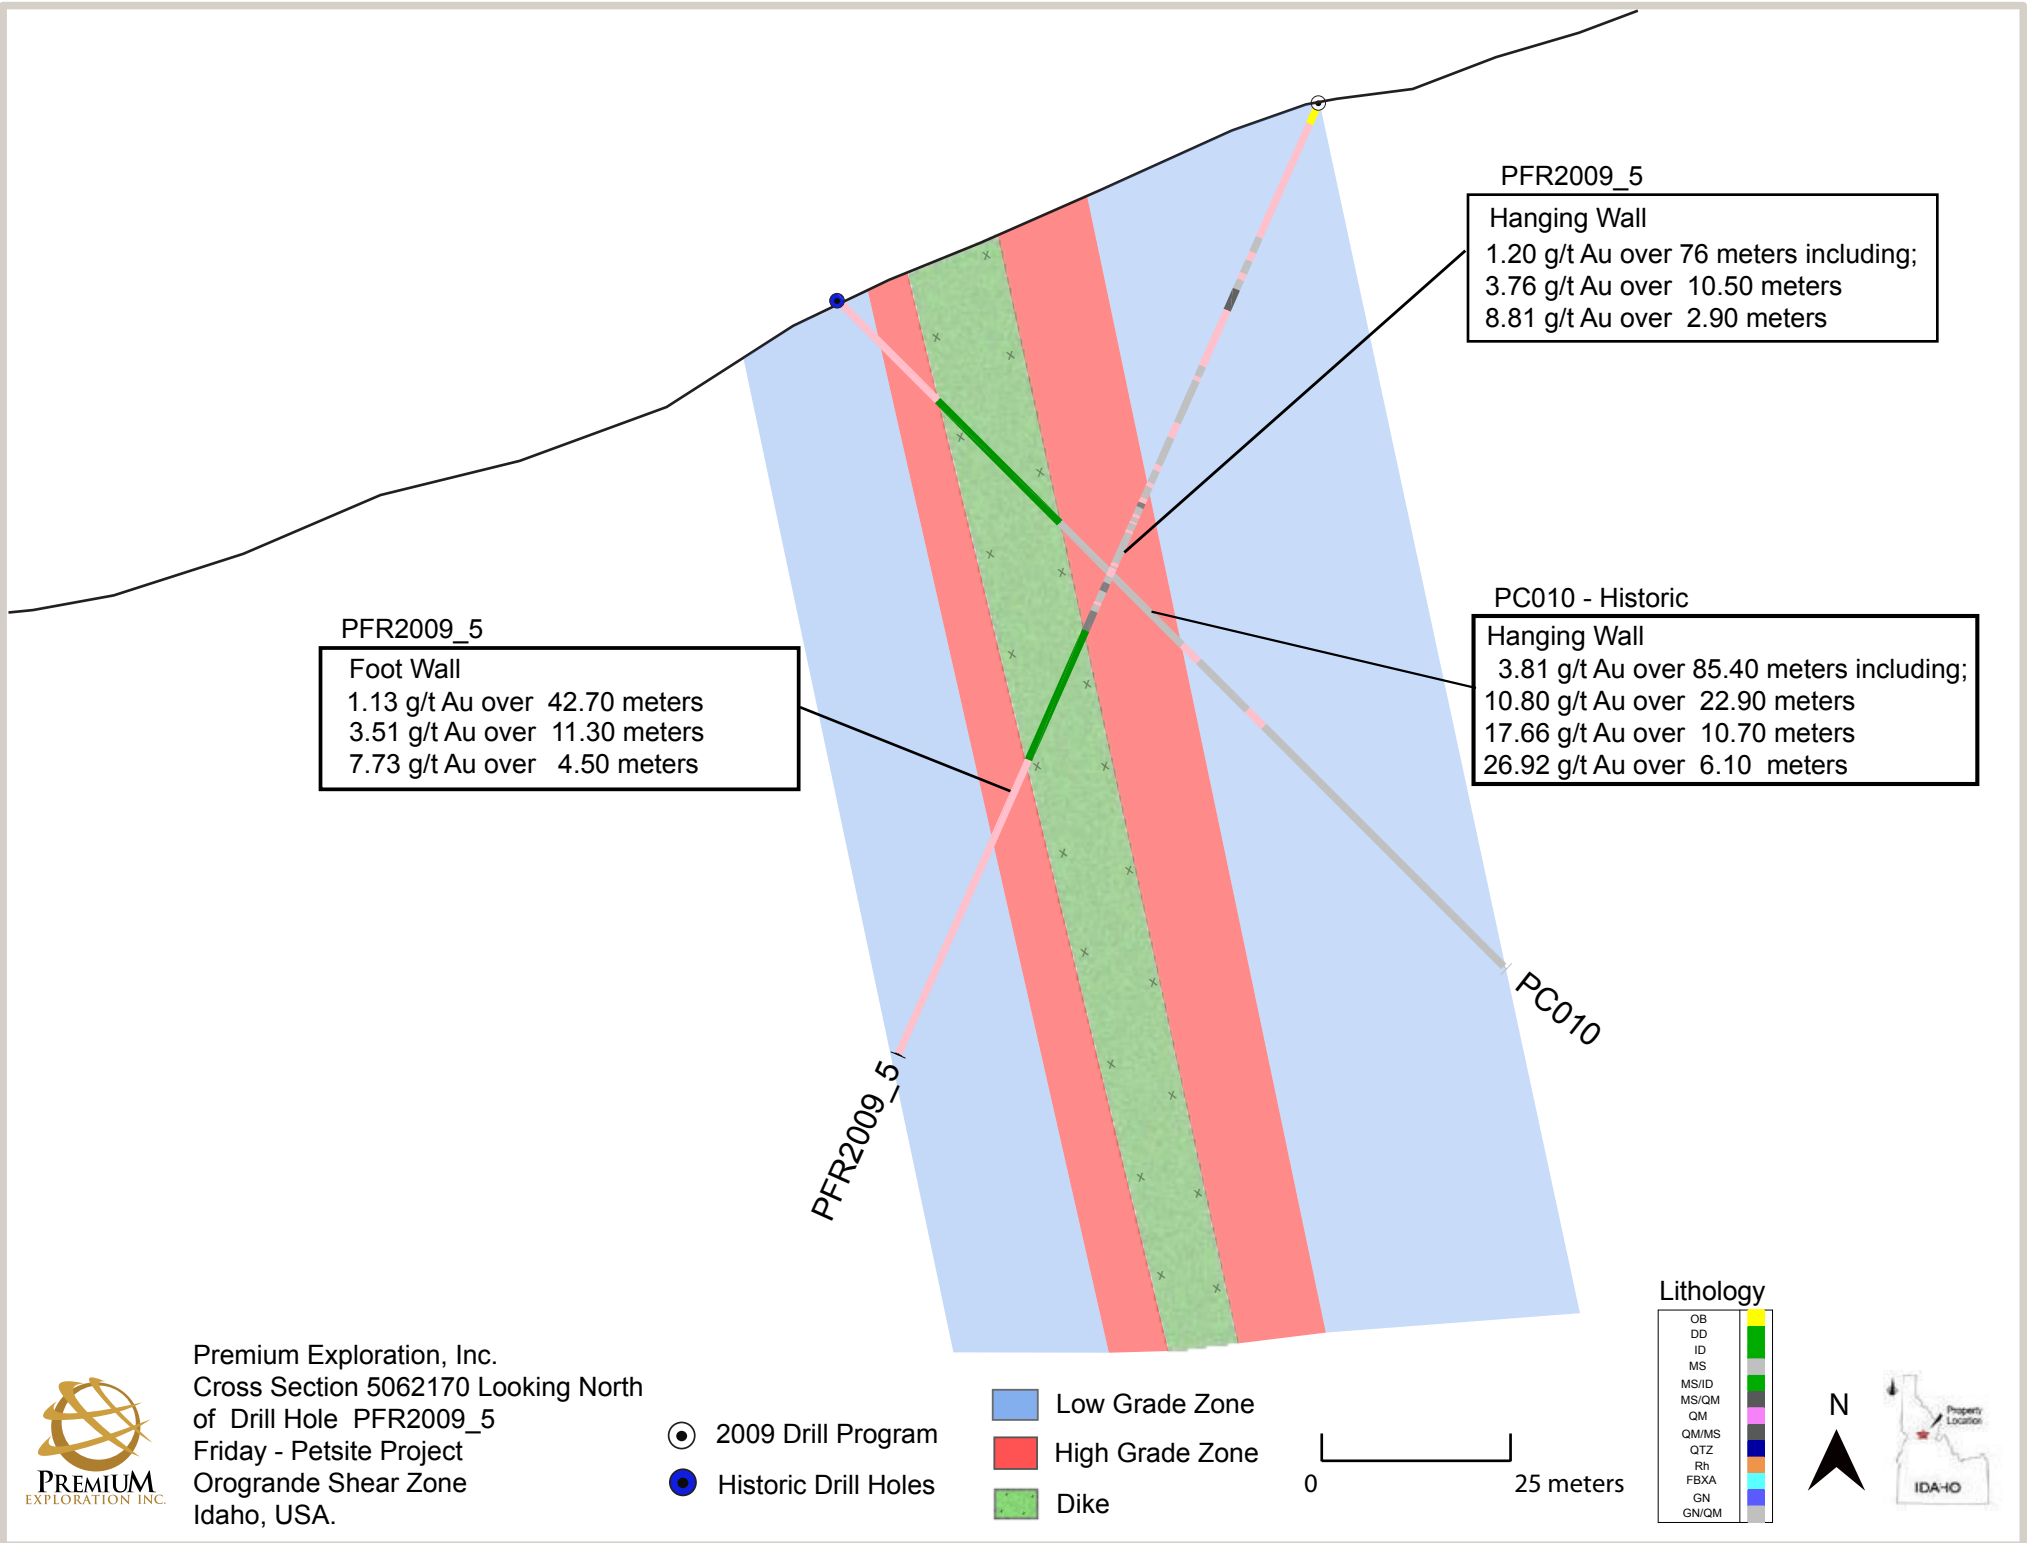 PFR2009_5
Hanging Wall
1.20 g/t Au over 76 meters including;
3.76 g/t Au over 10.50 meters
8.81 g/t Au over 2.90 meters
PC010 - Historic
Hanging Wall
3.81 g/t Au over 85.40 meters including;
10.80 g/t Au over 22.90 meters
17.66 g/t Au over 10.70 meters
26.92 g/t Au over 6.10 meters
PFR2009_5
Foot Wall
1.13 g/t Au over 42.70 meters
3.51 g/t Au over 11.30 meters
7.73 g/t Au over 4.50 meters
PC010
PFR2009_5
PREMIUM
EXPLORATION INC.
Premium Exploration, Inc.
Cross Section 5062170 Looking North
of Drill Hole PFR2009_5
Friday - Petsite Project
Orogrande Shear Zone
Idaho, USA.
2009 Drill Program
Historic Drill Holes
Low Grade Zone
High Grade Zone
Dike
0 25 meters
Lithology
OB
DD
ID
MS
MS/ID
MS/QM
QM
QM/MS
QTZ
Rh
FBXA
GN
GN/QM
N
Property
Location
IDAHO